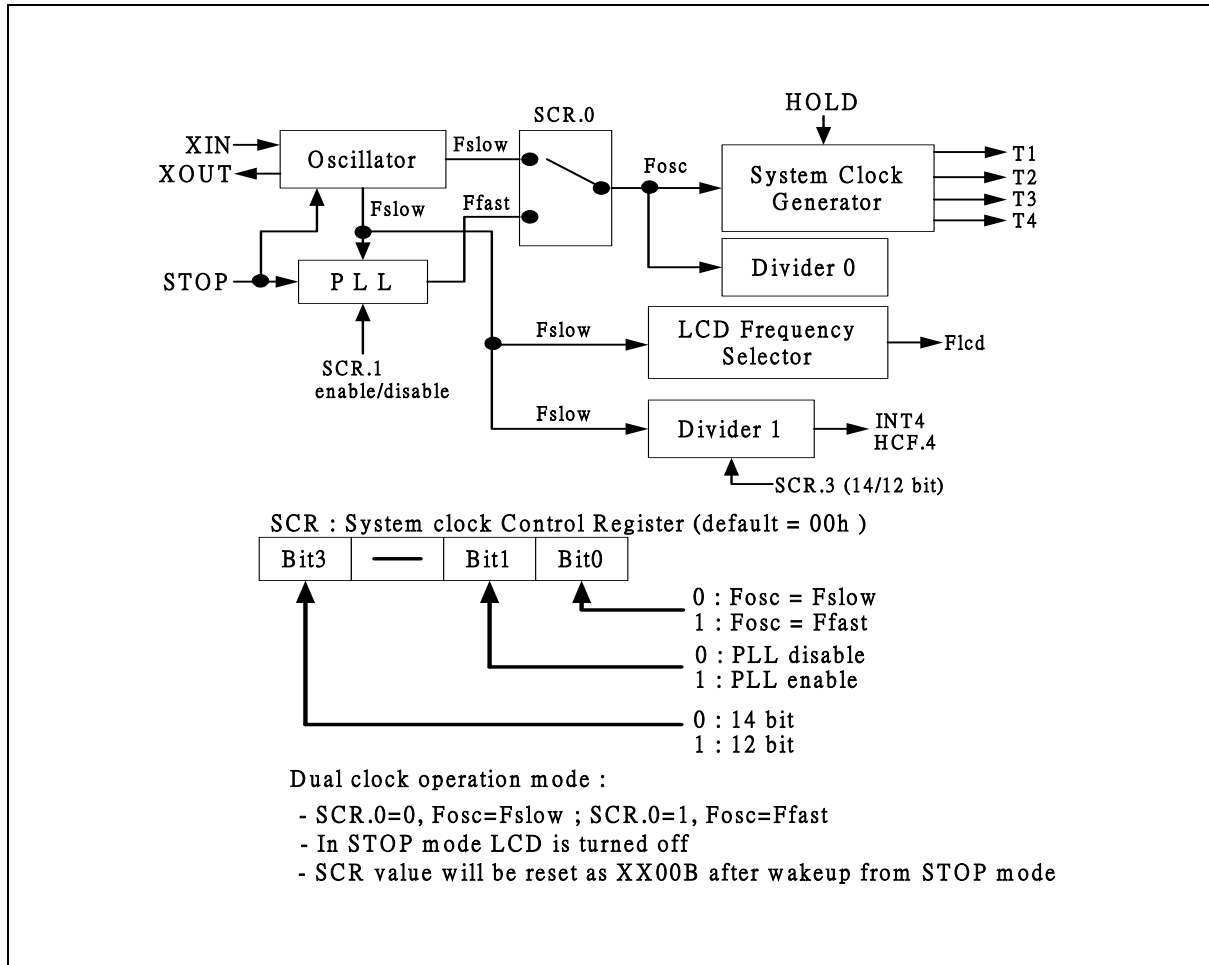 HOLD
SCR.0
XIN
XOUT
Oscillator
Fslow
Fosc
System Clock
Generator
T1
T2
T3
T4
Fslow
Ffast
STOP
PLL
Divider 0
SCR.1
enable/disable
Fslow
LCD Frequency
Selector
Flcd
Fslow
Divider 1
INT4
HCF.4
SCR.3 (14/12 bit)
SCR : System clock Control Register (default = 00h )
Bit3 — Bit1 Bit0
0 : Fosc = Fslow
1 : Fosc = Ffast
0 : PLL disable
1 : PLL enable
0 : 14 bit
1 : 12 bit
Dual clock operation mode :
- SCR.0=0, Fosc=Fslow ; SCR.0=1, Fosc=Ffast
- In STOP mode LCD is turned off
- SCR value will be reset as XX00B after wakeup from STOP mode